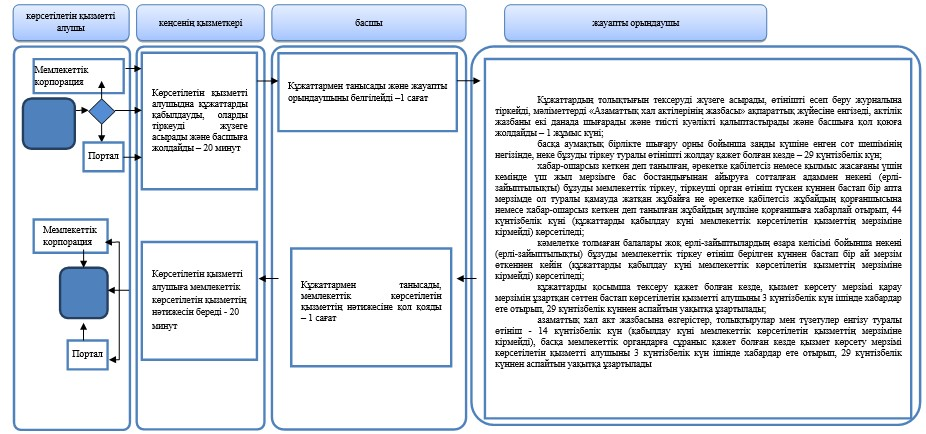 көрсетілетін қызметті
алушы
кеңсенің қызметкері
басшы
жауапты орындаушы
Мемлекеттік
корпорация
Портал
Көрсетілетін қызметті
алушыдна құжаттарды
қабылдауды, оларды
тіркеуді жүзеге
асырады және басшыға
жолдайды – 20 минут
Құжаттармен танысады және жауапты
орындаушыны белгілейді –1 сағат
Құжаттардың толықтығын тексеруді жүзеге асырады, өтінішті есеп беру журналына
тіркейді, мәліметтерді «Азаматтық хал актілерінің жазбасы» ақпараттық жүйесіне енгізеді, актілік
жазбаны екі данада шығарады және тиісті куәлікті қалыптастырады және басшыға қол қоюға
жолдайды – 1 жұмыс күні;
басқа аумақтық бірлікте шығару орны бойынша заңды күшіне енген сот шешімінің
негізінде, неке бұзуды тіркеу туралы өтінішті жолдау қажет болған кезде – 29 күнтізбелік күн;
хабар-ошарсыз кеткен деп танылған, әрекетке қабілетсіз немесе қылмыс жасағаны үшін
кемінде үш жыл мерзімге бас бостандығынан айыруға сотталған адаммен некені (ерлі-
зайыптылықты) бұзуды мемлекеттік тіркеу, тіркеуші орган өтініш түскен күннен бастап бір апта
мерзімде ол туралы қамауда жатқан жұбайға не әрекетке қабілетсіз жұбайдың қорғаншысына
немесе хабар-ошарсыз кеткен деп танылған жұбайдың мүлкіне қорғаншыға хабарлай отырып, 44
күнтізбелік күні (құжаттарды қабылдау күні мемлекеттік көрсетілетін қызметтің мерзіміне
кірмейді) көрсетіледі;
кәмелетке толмаған балалары жоқ ерлі-зайыптылардың өзара келісімі бойынша некені
(ерлі-зайыптылықты) бұзуды мемлекеттік тіркеу өтініш берілген күннен бастап бір ай мерзім
өткеннен кейін (құжаттарды қабылдау күні мемлекеттік көрсетілетін қызметтің мерзіміне
кірмейді) көрсетіледі;
құжаттарды қосымша тексеру қажет болған кезде, қызмет көрсету мерзімі қарау
мерзімін ұзартқан сәттен бастап көрсетілетін қызметті алушыны 3 күнтізбелік күн ішінде хабардар
ете отырып, 29 күнтізбелік күннен аспайтын уақытқа ұзартылады;
азаматтық хал акт жазбасына өзгерістер, толықтырулар мен түзетулер енгізу туралы
өтініш - 14 күнтізбелік күн (қабылдау күні мемлекеттік көрсетілетін қызметтің мерзіміне
кірмейді), басқа мемлекеттік органдарға сұраныс қажет болған кезде қызмет көрсету мерзімі
көрсетілетін қызметті алушыны 3 күнтізбелік күн ішінде хабардар ете отырып, 29 күнтізбелік
күннен аспайтын уақытқа ұзартылады
Мемлекеттік
корпорация
Портал
Көрсетілетін қызметті
алушыға мемлекеттік
көрсетілетін қызметтің
нәтижесін береді - 20
минут
Құжаттармен танысады,
мемлекеттік көрсетілетін
қызметтің нәтижесіне қол қояды
– 1 сағат